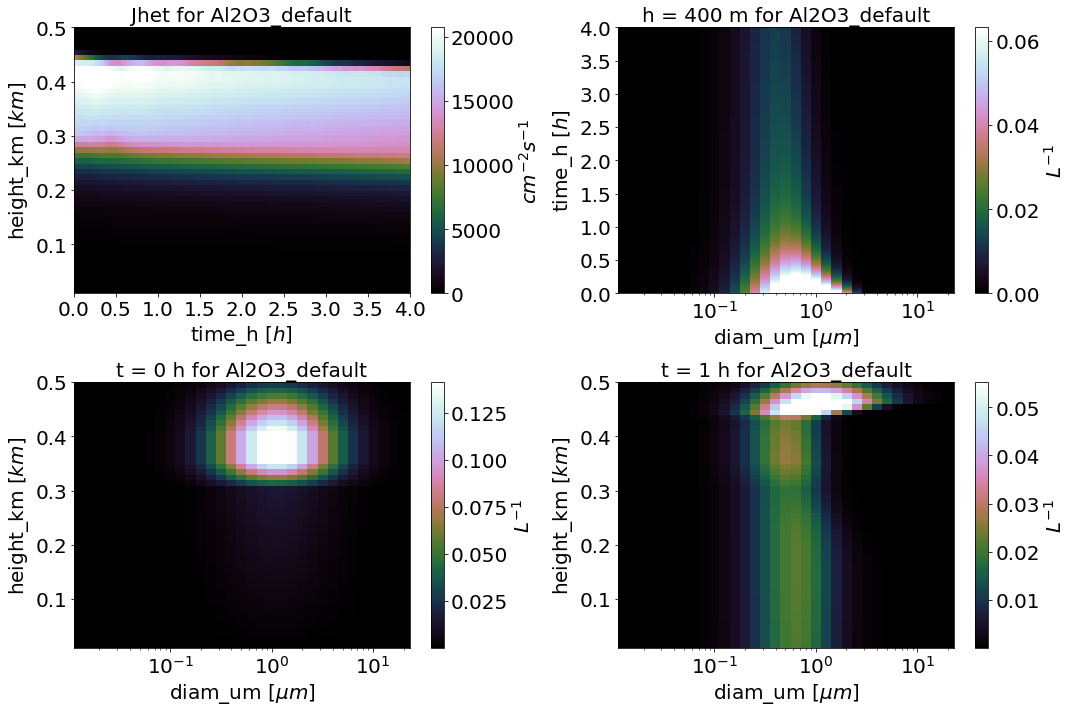 Jhet for Al2O3_default
0.5
0.4
0.3
0.2
0.1
height_km [km]
0.0 0.5 1.0 1.5 2.0 2.5 3.0 3.5 4.0
time_h [h]
20000
15000
10000
5000
0
cm⁻²s⁻¹
h = 400 m for Al2O3_default
4.0
3.5
3.0
2.5
2.0
1.5
1.0
0.5
0.0
time_h [h]
10⁻¹ 10⁰ 10¹
diam_um [μm]
0.06
0.04
0.02
0.00
L⁻¹
t = 0 h for Al2O3_default
0.5
0.4
0.3
0.2
0.1
height_km [km]
10⁻¹ 10⁰ 10¹
diam_um [μm]
0.125
0.100
0.075
0.050
0.025
L⁻¹
t = 1 h for Al2O3_default
0.5
0.4
0.3
0.2
0.1
height_km [km]
10⁻¹ 10⁰ 10¹
diam_um [μm]
0.05
0.04
0.03
0.02
0.01
L⁻¹